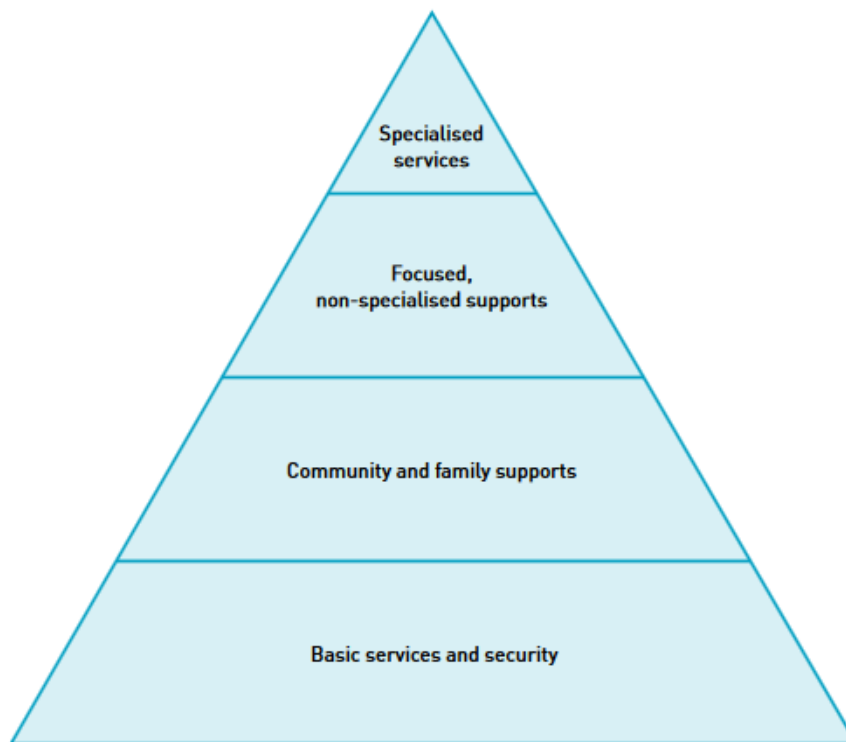 Specialised
services
Focused,
non-specialised supports
Community and family supports
Basic services and security